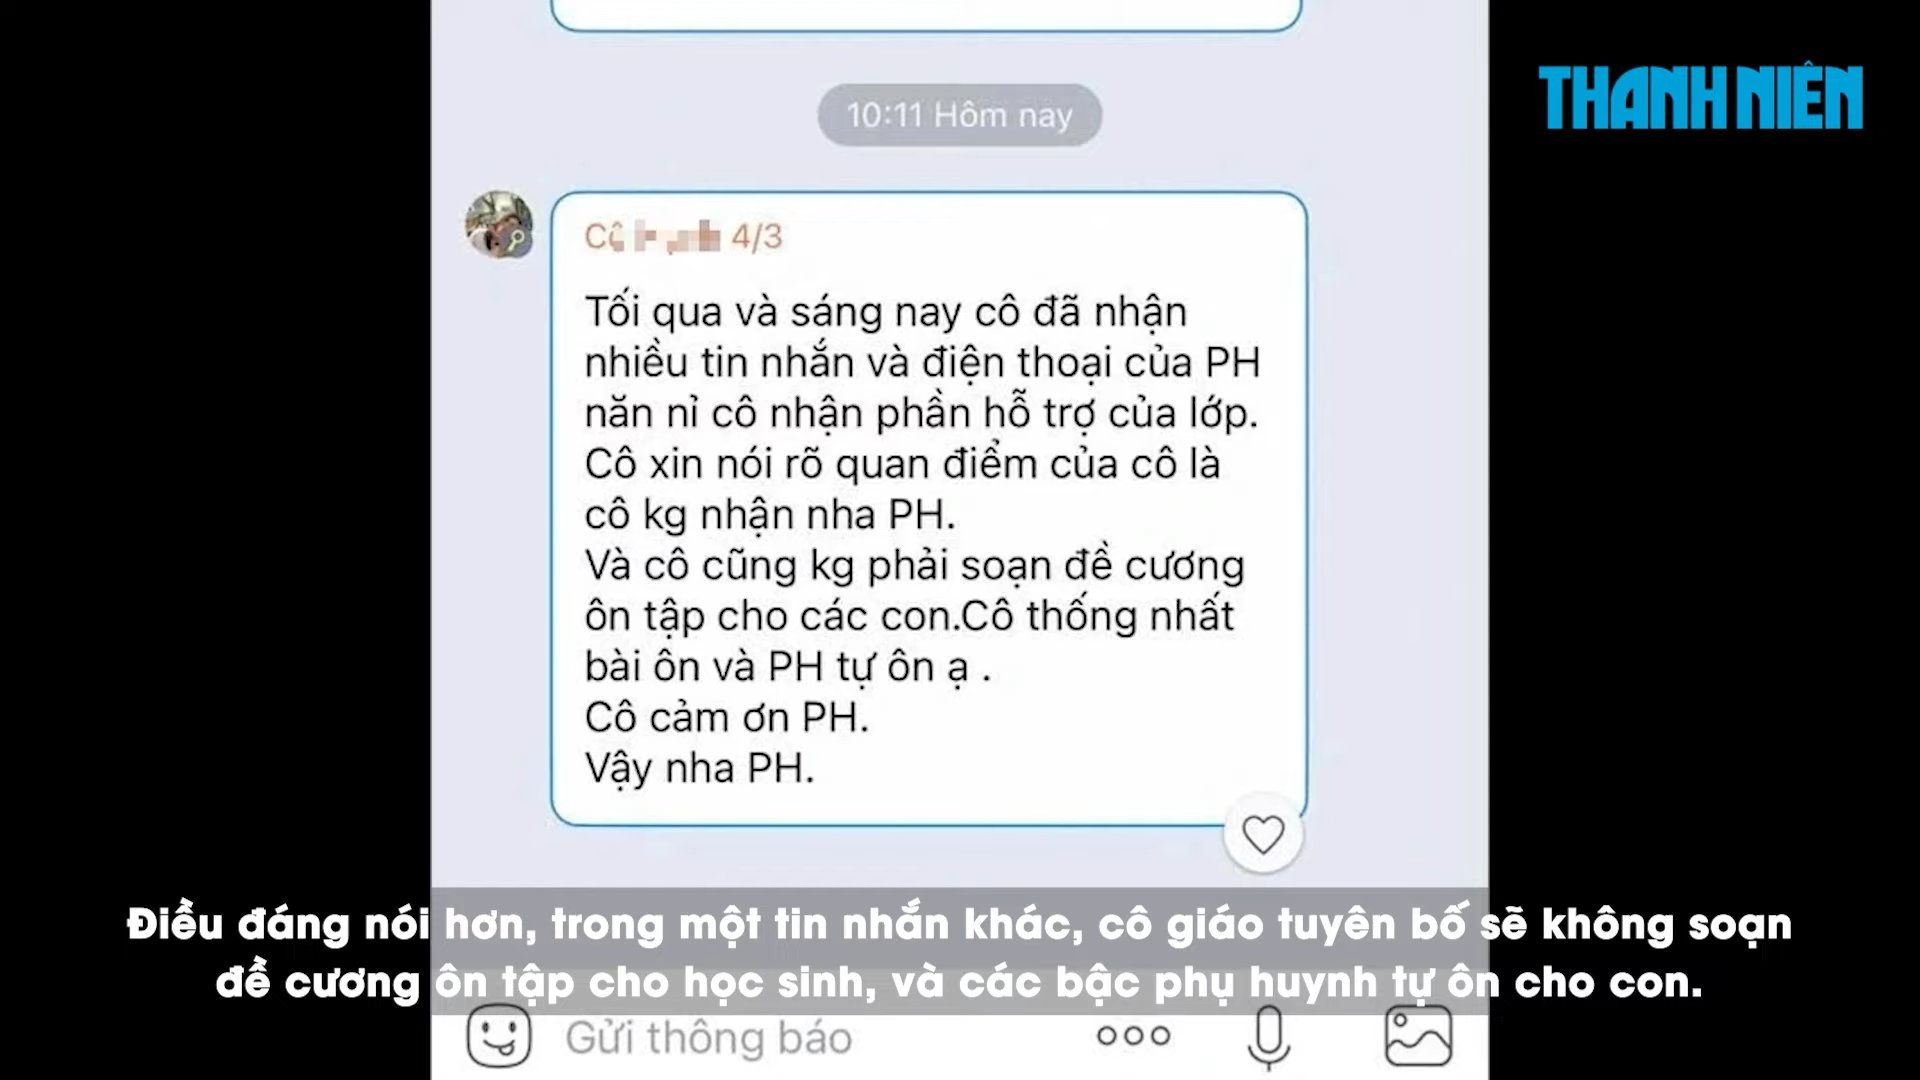 THANH NIÊN
10:11 Hôm nay
4/3
Tối qua và sáng nay cô đã nhận
nhiều tin nhắn và điện thoại của PH
năn nỉ cô nhận phần hỗ trợ của lớp.
Cô xin nói rõ quan điểm của cô là
cô kg nhận nha PH.
Và cô cũng kg phải soạn đề cương
ôn tập cho các con.Cô thống nhất
bài ôn và PH tự ôn ạ .
Cô cảm ơn PH.
Vậy nha PH.
Điều đáng nói hơn, trong một tin nhắn khác, cô giáo tuyên bố sẽ không soạn
đề cương ôn tập cho học sinh, và các bậc phụ huynh tự ôn cho con.
Gửi thông báo